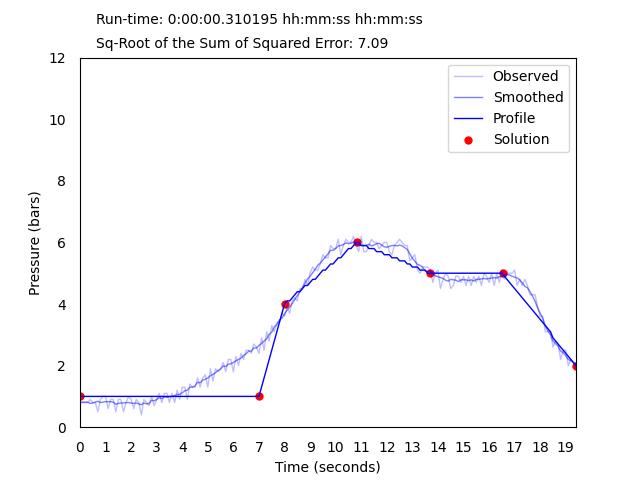 Run-time: 0:00:00.310195 hh:mm:ss hh:mm:ss
Sq-Root of the Sum of Squared Error: 7.09
Observed
Smoothed
Profile
Solution
12
10
8
6
4
2
0
Pressure (bars)
0 1 2 3 4 5 6 7 8 9 10 11 12 13 14 15 16 17 18 19
Time (seconds)